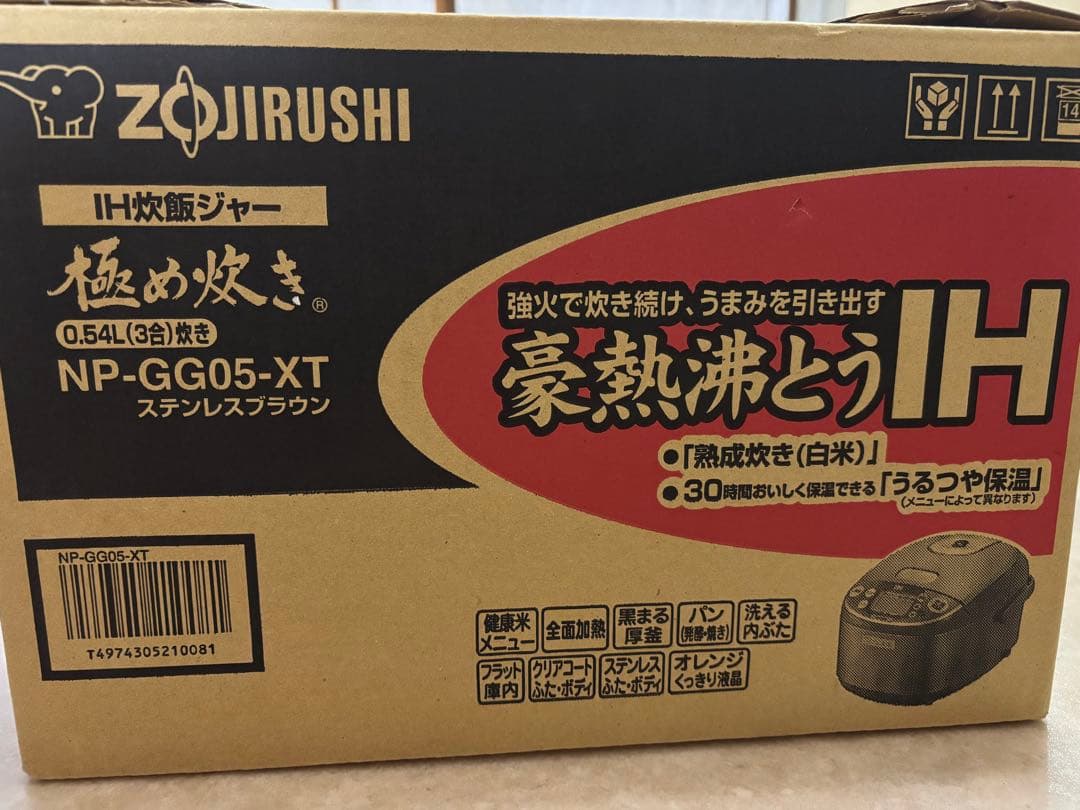 ZOJIRUSHI
IH炊飯ジャー
極め炊き®
0.54L(3合)炊き
NP-GG05-XT
ステンレスブラウン
14
強火で炊き続け、うまみを引き出す
豪熱沸とうIH
●「熟成炊き(白米)」
●30時間おいしく保温できる「うるつや保温」
(メニューによって異なります)
NP-GG05-XT
T4974305210081
健康米メニュー
全面加熱
黒まる厚釜
パン(発酵・焼き)
洗える内ぶた
フラット庫内
クリアコートふた・ボディ
ステンレスふた・ボディ
オレンジくっきり液晶